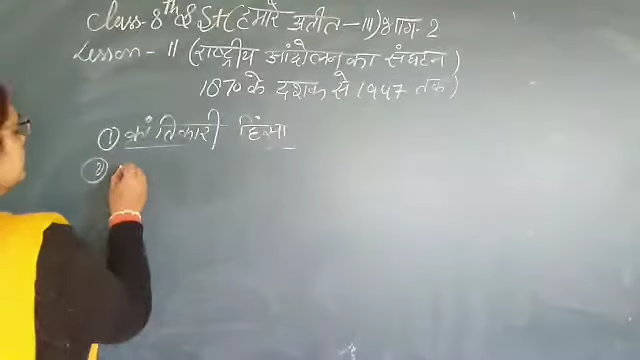 Class-8th S.St (हमारे अतीत-III) भाग-2
Lesson-11 (राष्ट्रीय आंदोलन का संघटन)
1870 के दशक से 1947 तक)
① क्रांतिकारी हिंसा
②